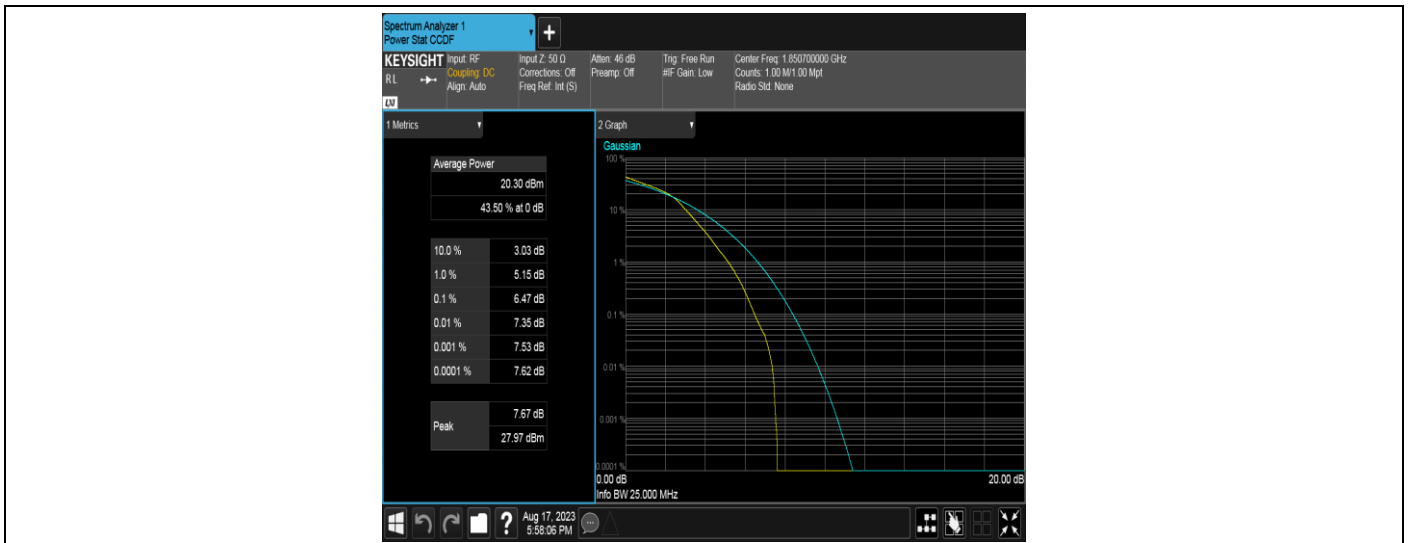 Spectrum Analyzer 1
Power Stat CCDF
+
KEYSIGHT
RL
LXI
Input: RF
Coupling: DC
Align: Auto
Input Z: 50 Ω
Corrections: Off
Freq Ref: Int (S)
Atten: 46 dB
Preamp: Off
Trig: Free Run
#IF Gain: Low
Center Freq: 1.850700000 GHz
Counts: 1.00 M/1.00 Mpt
Radio Std: None
1 Metrics
Average Power
20.30 dBm
43.50 % at 0 dB
10.0 % 3.03 dB
1.0 % 5.15 dB
0.1 % 6.47 dB
0.01 % 7.35 dB
0.001 % 7.53 dB
0.0001 % 7.62 dB
Peak
7.67 dB
27.97 dBm
2 Graph
Gaussian
100 %
10 %
1 %
0.1 %
0.01 %
0.001 %
0.0001 %
0.00 dB
20.00 dB
Info BW 25.000 MHz
?
Aug 17, 2023
5:58:06 PM